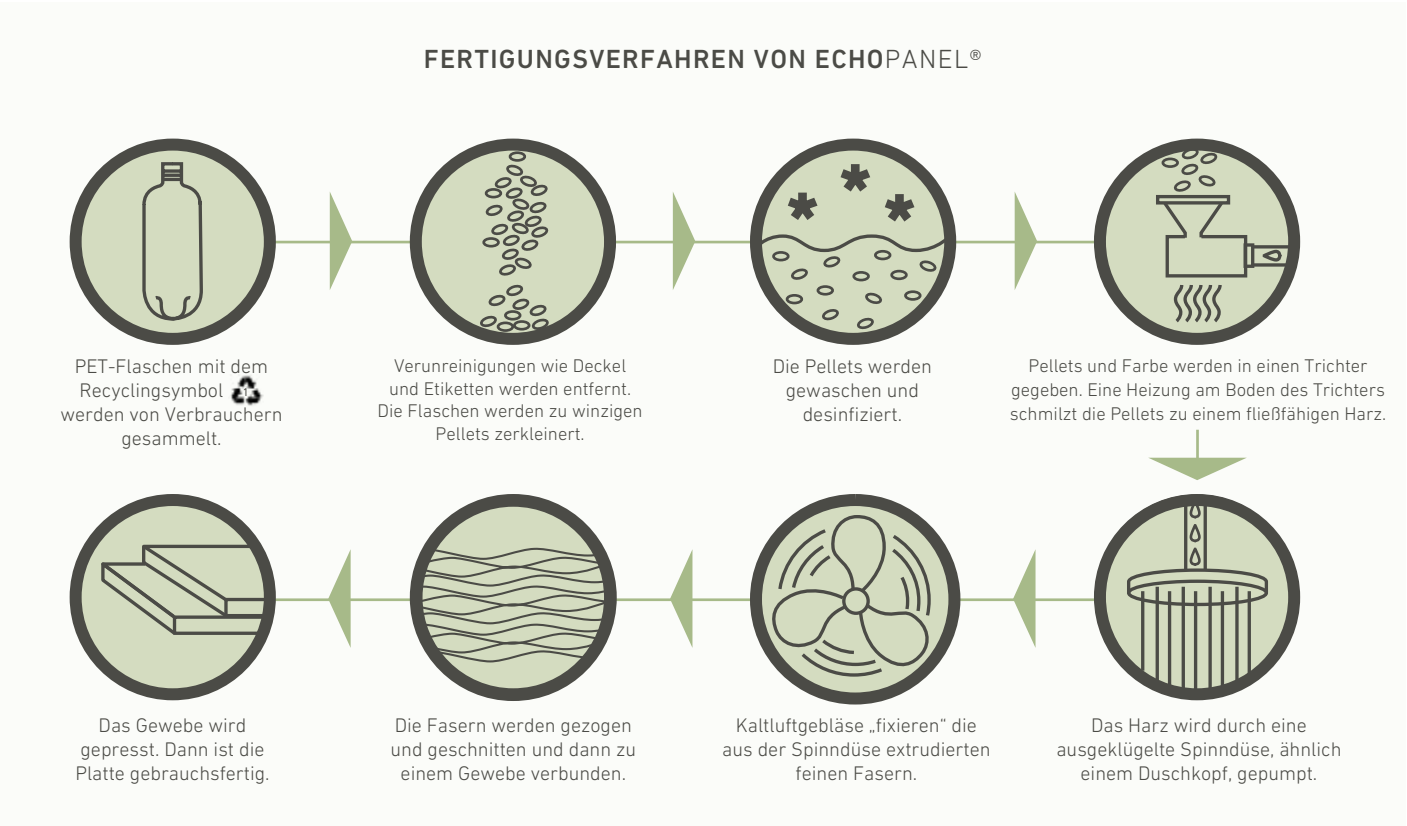 FERTIGUNGSVERFAHREN VON ECHOPANEL®
PET-Flaschen mit dem
Recyclingsymbol 1
werden von Verbrauchern
gesammelt.
Verunreinigungen wie Deckel
und Etiketten werden entfernt.
Die Flaschen werden zu winzigen
Pellets zerkleinert.
Die Pellets werden
gewaschen und
desinfiziert.
Pellets und Farbe werden in einen Trichter
gegeben. Eine Heizung am Boden des Trichters
schmilzt die Pellets zu einem fließfähigen Harz.
Das Harz wird durch eine
ausgeklügelte Spinndüse, ähnlich
einem Duschkopf, gepumpt.
Kaltluftgebläse „fixieren“ die
aus der Spinndüse extrudierten
feinen Fasern.
Die Fasern werden gezogen
und geschnitten und dann zu
einem Gewebe verbunden.
Das Gewebe wird
gepresst. Dann ist die
Platte gebrauchsfertig.